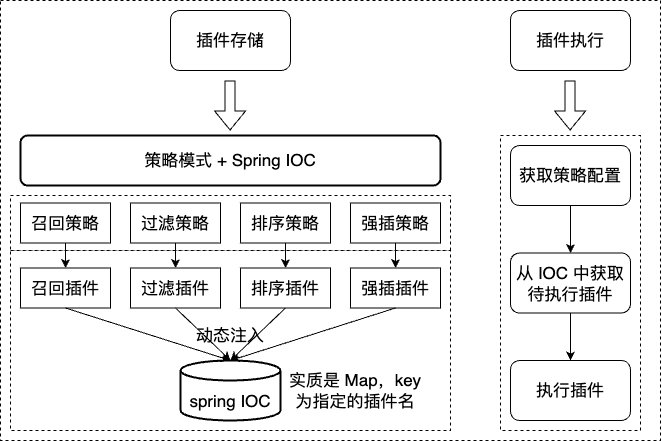 插件存储
插件执行
策略模式 + Spring IOC
召回策略
过滤策略
排序策略
强插策略
召回插件
过滤插件
排序插件
强插插件
动态注入
spring IOC
实质是 Map，key
为指定的插件名
获取策略配置
从 IOC 中获取
待执行插件
执行插件